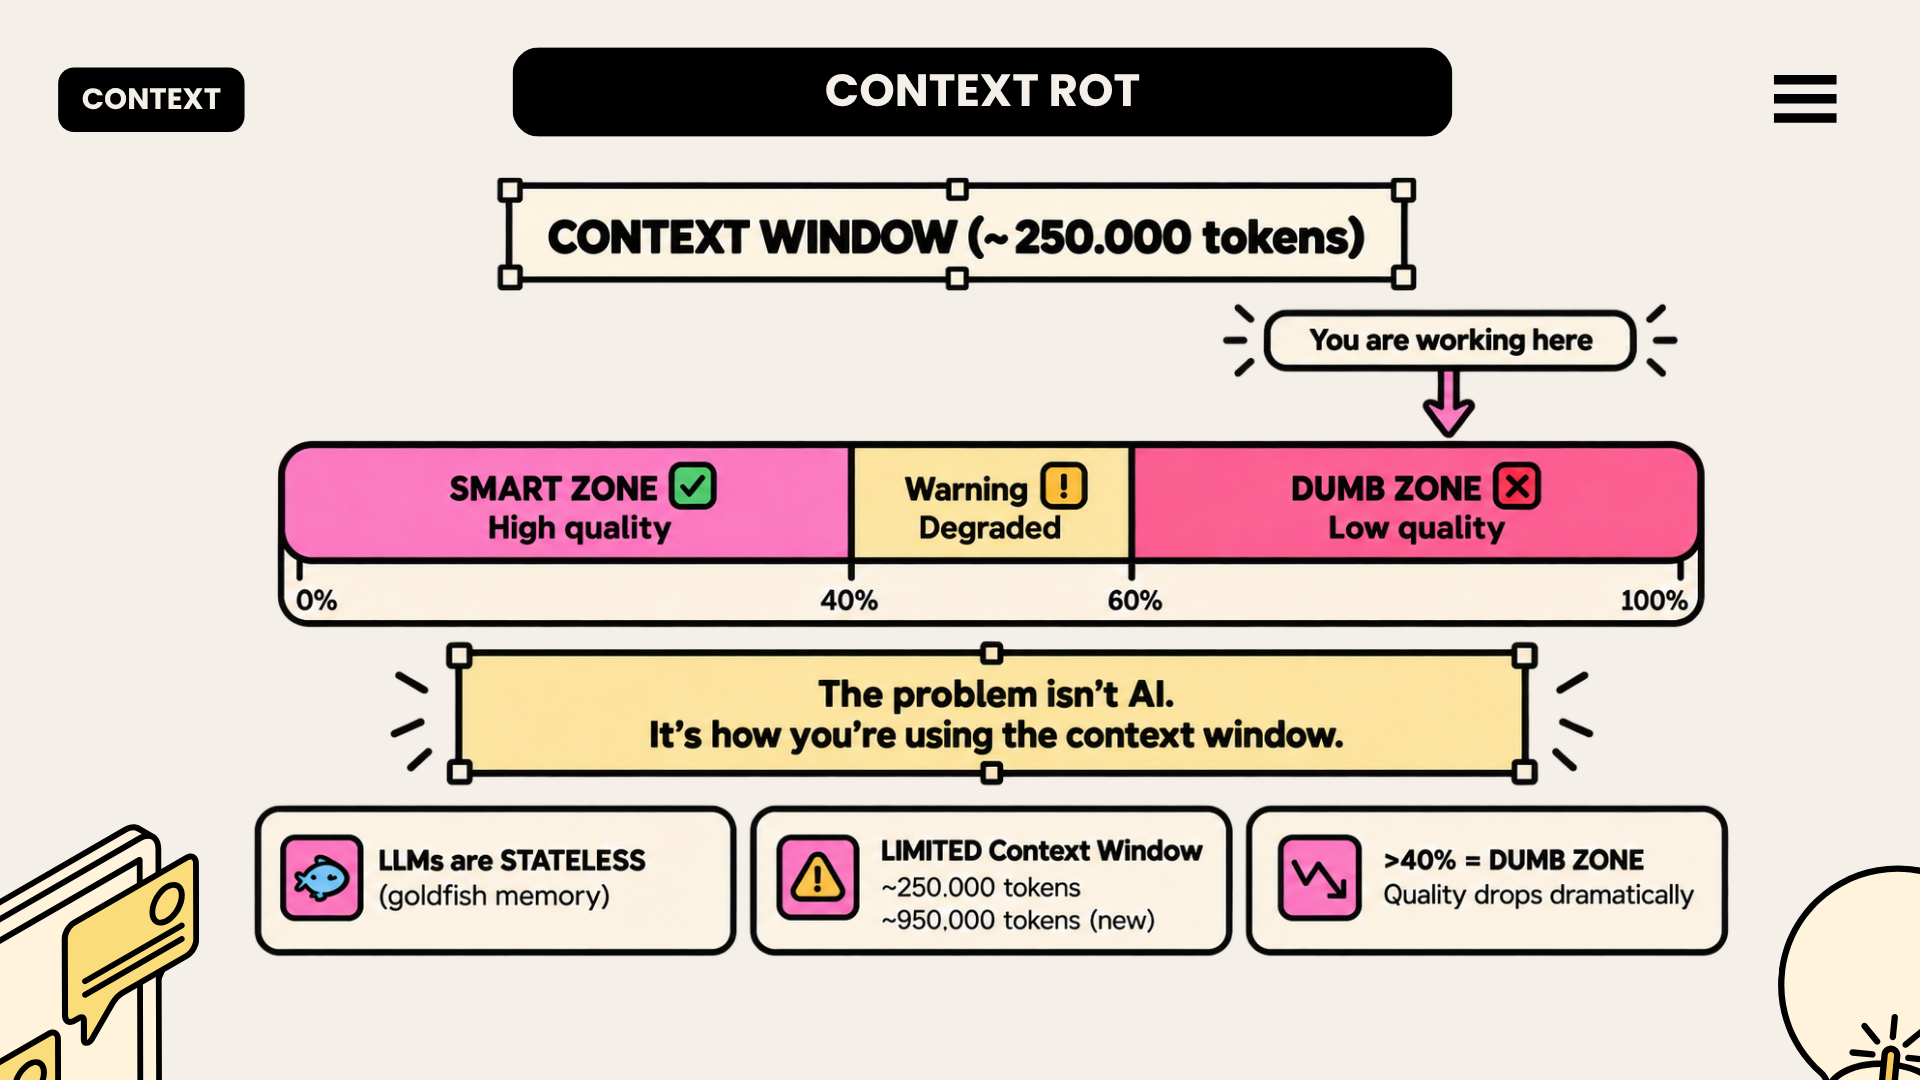 CONTEXT
CONTEXT ROT
CONTEXT WINDOW (~250.000 tokens)
You are working here
SMART ZONE
High quality
Warning
Degraded
DUMB ZONE
Low quality
0%
40%
60%
100%
The problem isn't AI.
It's how you're using the context window.
LLMs are STATELESS
(goldfish memory)
LIMITED Context Window
~250.000 tokens
~950,000 tokens (new)
>40% = DUMB ZONE
Quality drops dramatically